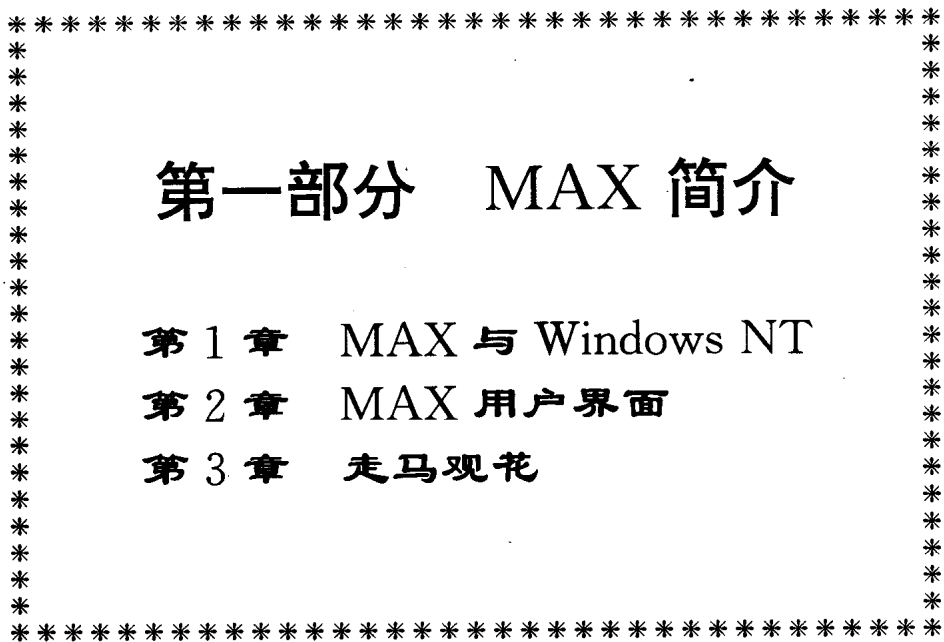 第一部分 MAX 简介
第 1 章 MAX 与 Windows NT
第 2 章 MAX 用户界面
第 3 章 走马观花